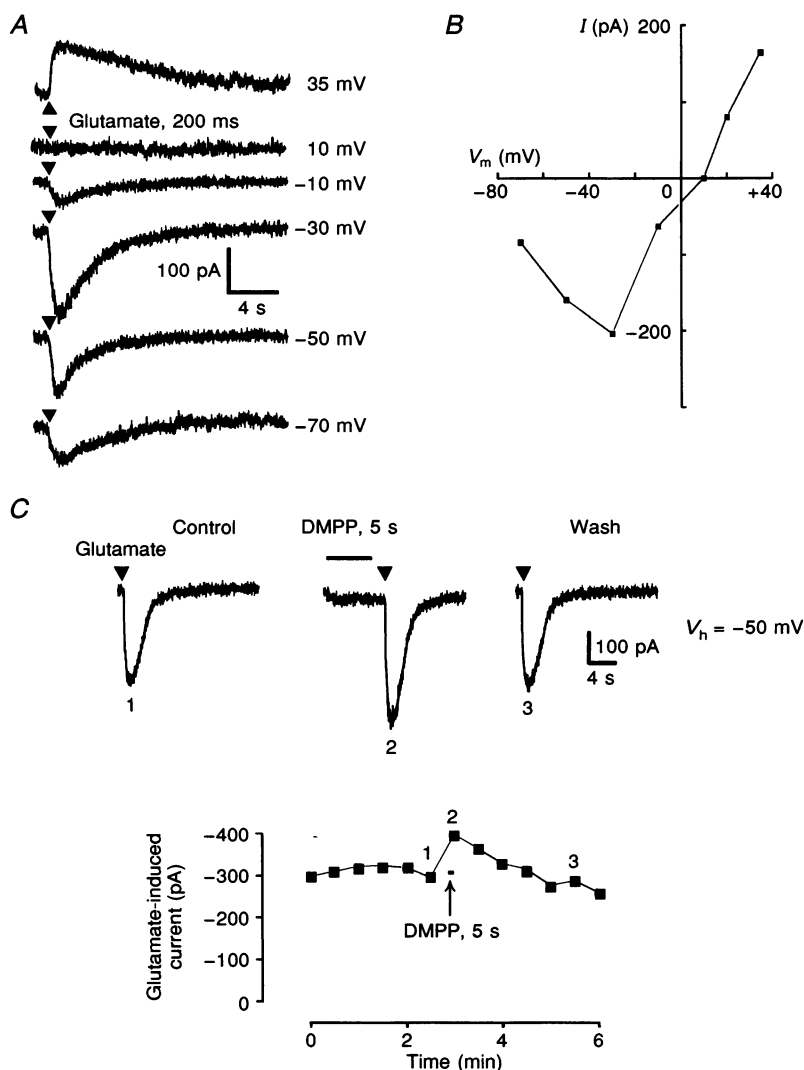 A
35 mV
Glutamate, 200 ms
10 mV
−10 mV
−30 mV
100 pA
4 s
−50 mV
−70 mV
B
I (pA)
200
Vm (mV)
−80
−40
0
+40
−200
C
Control
DMPP, 5 s
Wash
Glutamate
Vh = −50 mV
100 pA
4 s
1
2
3
Glutamate-induced
current (pA)
−400
−300
−200
−100
0
1
2
3
DMPP, 5 s
0
2
4
6
Time (min)